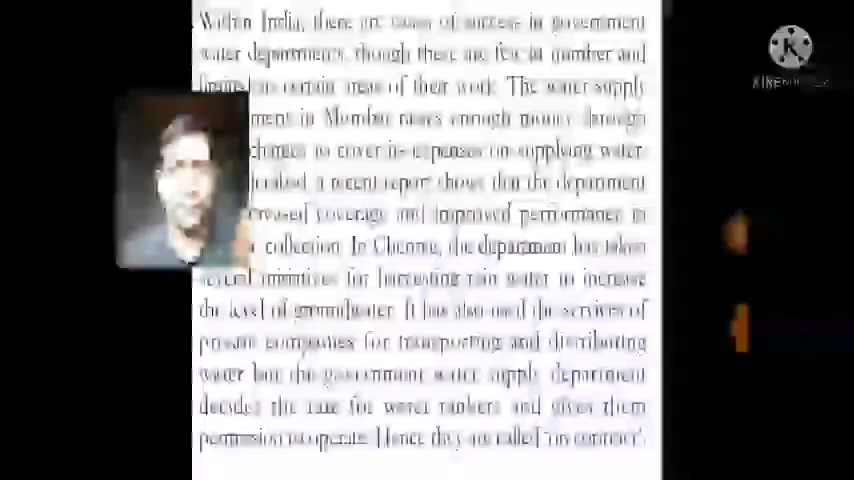 Within India, there are cases of success in government
water departments, though these are few in number and
limited to certain areas of their work. The water supply
ment in Mumbai raises enough money through
charges to cover its expenses on supplying water.
a recent report shows that the department
creased coverage and improved performance in
collection. In Chennai, the department has taken
several initiatives for harvesting rain water to increase
the level of groundwater. It has also used the services of
private companies for transporting and distributing
water but the government water supply department
decides the rate for water tankers and gives them
permission to operate. Hence they are called 'on contract'.